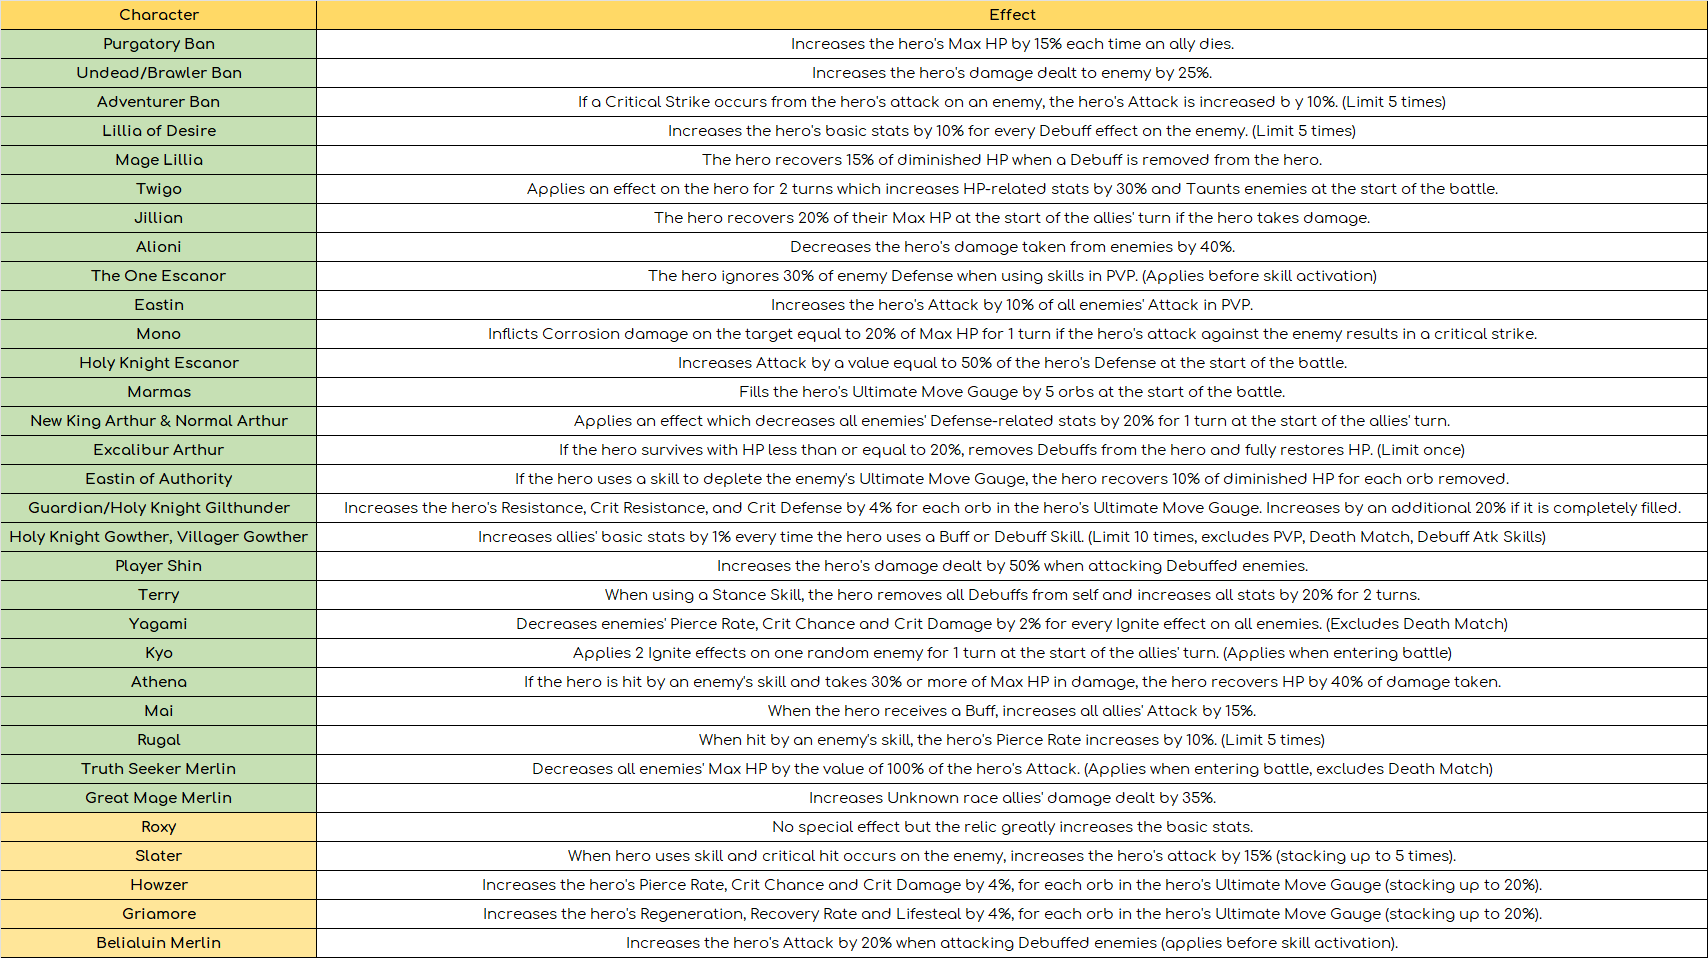 Character Effect
Purgatory Ban Increases the hero's Max HP by 15% each time an ally dies.
Undead/Brawler Ban Increases the hero's damage dealt to enemy by 25%.
Adventurer Ban If a Critical Strike occurs from the hero's attack on an enemy, the hero's Attack is increased b y 10%. (Limit 5 times)
Lillia of Desire Increases the hero's basic stats by 10% for every Debuff effect on the enemy. (Limit 5 times)
Mage Lillia The hero recovers 15% of diminished HP when a Debuff is removed from the hero.
Twigo Applies an effect on the hero for 2 turns which increases HP-related stats by 30% and Taunts enemies at the start of the battle.
Jillian The hero recovers 20% of their Max HP at the start of the allies' turn if the hero takes damage.
Alioni Decreases the hero's damage taken from enemies by 40%.
The One Escanor The hero ignores 30% of enemy Defense when using skills in PVP. (Applies before skill activation)
Eastin Increases the hero's Attack by 10% of all enemies' Attack in PVP.
Mono Inflicts Corrosion damage on the target equal to 20% of Max HP for 1 turn if the hero's attack against the enemy results in a critical strike.
Holy Knight Escanor Increases Attack by a value equal to 50% of the hero's Defense at the start of the battle.
Marmas Fills the hero's Ultimate Move Gauge by 5 orbs at the start of the battle.
New King Arthur & Normal Arthur Applies an effect which decreases all enemies' Defense-related stats by 20% for 1 turn at the start of the allies' turn.
Excalibur Arthur If the hero survives with HP less than or equal to 20%, removes Debuffs from the hero and fully restores HP. (Limit once)
Eastin of Authority If the hero uses a skill to deplete the enemy's Ultimate Move Gauge, the hero recovers 10% of diminished HP for each orb removed.
Guardian/Holy Knight Gilthunder Increases the hero's Resistance, Crit Resistance, and Crit Defense by 4% for each orb in the hero's Ultimate Move Gauge. Increases by an additional 20% if it is completely filled.
Holy Knight Gowther, Villager Gowther Increases allies' basic stats by 1% every time the hero uses a Buff or Debuff Skill. (Limit 10 times, excludes PVP, Death Match, Debuff Atk Skills)
Player Shin Increases the hero's damage dealt by 50% when attacking Debuffed enemies.
Terry When using a Stance Skill, the hero removes all Debuffs from self and increases all stats by 20% for 2 turns.
Yagami Decreases enemies' Pierce Rate, Crit Chance and Crit Damage by 2% for every Ignite effect on all enemies. (Excludes Death Match)
Kyo Applies 2 Ignite effects on one random enemy for 1 turn at the start of the allies' turn. (Applies when entering battle)
Athena If the hero is hit by an enemy's skill and takes 30% or more of Max HP in damage, the hero recovers HP by 40% of damage taken.
Mai When the hero receives a Buff, increases all allies' Attack by 15%.
Rugal When hit by an enemy's skill, the hero's Pierce Rate increases by 10%. (Limit 5 times)
Truth Seeker Merlin Decreases all enemies' Max HP by the value of 100% of the hero's Attack. (Applies when entering battle, excludes Death Match)
Great Mage Merlin Increases Unknown race allies' damage dealt by 35%.
Roxy No special effect but the relic greatly increases the basic stats.
Slater When hero uses skill and critical hit occurs on the enemy, increases the hero's attack by 15% (stacking up to 5 times).
Howzer Increases the hero's Pierce Rate, Crit Chance and Crit Damage by 4%, for each orb in the hero's Ultimate Move Gauge (stacking up to 20%).
Griamore Increases the hero's Regeneration, Recovery Rate and Lifesteal by 4%, for each orb in the hero's Ultimate Move Gauge (stacking up to 20%).
Belialuin Merlin Increases the hero's Attack by 20% when attacking Debuffed enemies (applies before skill activation).